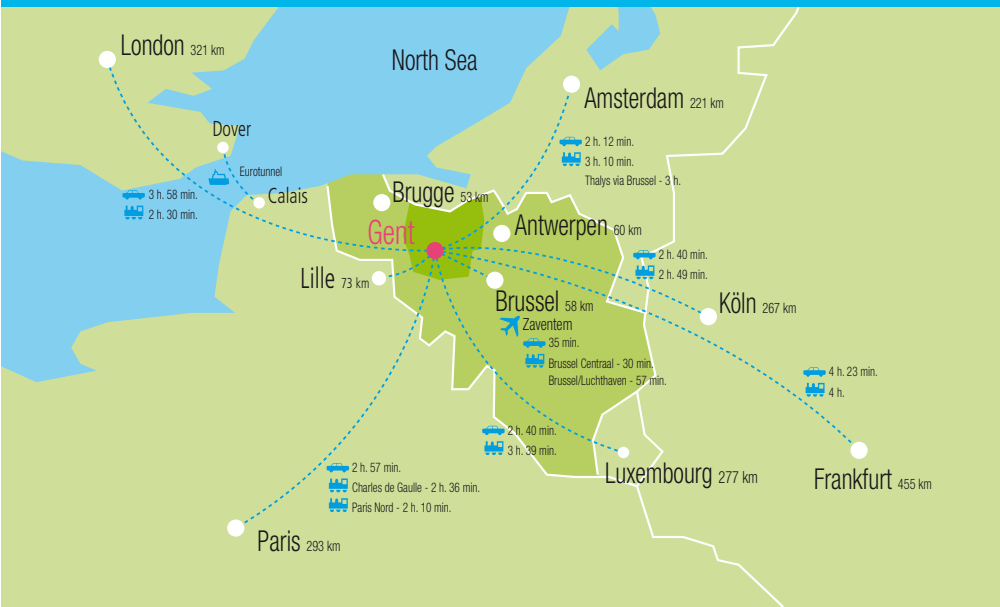 London 321 km
North Sea
Amsterdam 221 km
Dover
2 h. 12 min.
3 h. 10 min.
Thalys via Brussel - 3 h.
Eurotunnel
3 h. 58 min.
2 h. 30 min.
Calais
Brugge 53 km
Gent
Antwerpen 60 km
2 h. 40 min.
2 h. 49 min.
Lille 73 km
Brussel 58 km
Köln 267 km
Zaventem
35 min.
Brussel Centraal - 30 min.
Brussel/Luchthaven - 57 min.
4 h. 23 min.
4 h.
2 h. 40 min.
3 h. 39 min.
Luxembourg 277 km
Frankfurt 455 km
2 h. 57 min.
Charles de Gaulle - 2 h. 36 min.
Paris Nord - 2 h. 10 min.
Paris 293 km